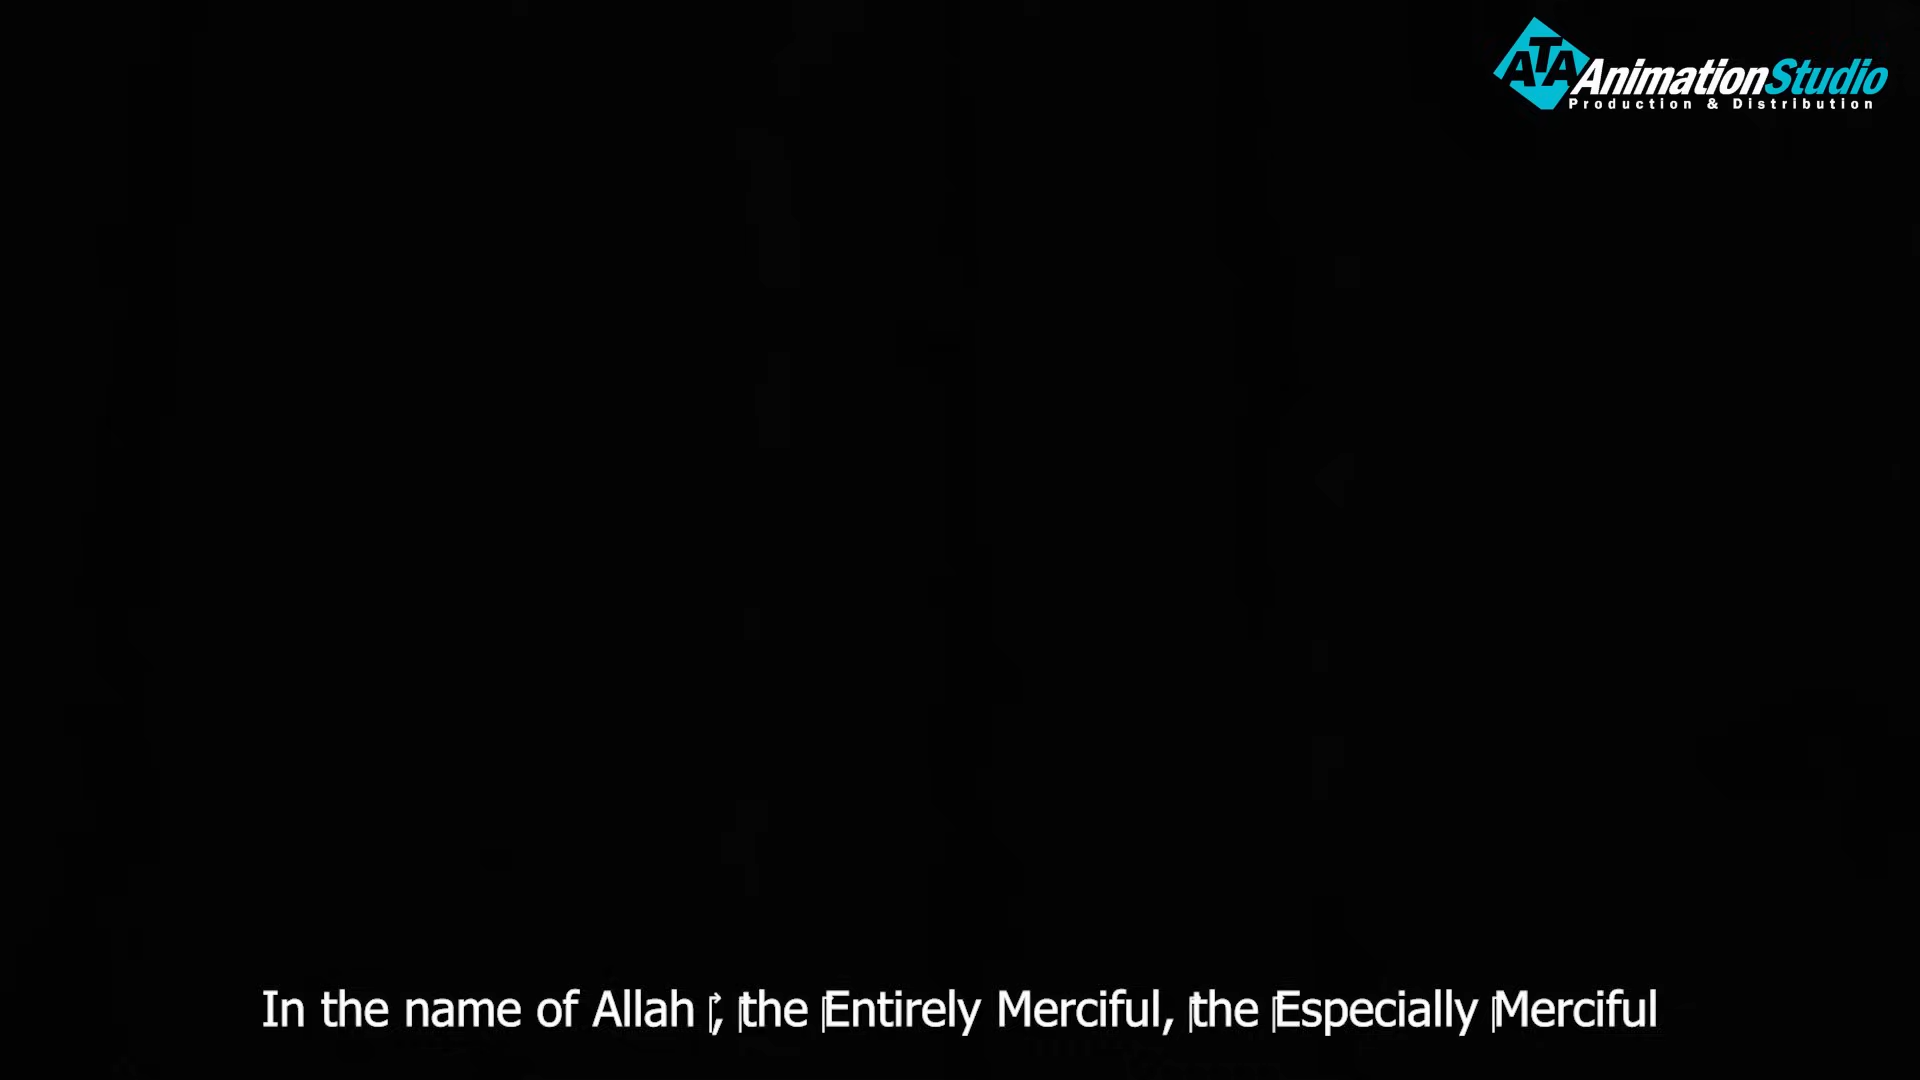 ATA AnimationStudio
Production & Distribution
In the name of Allah , the Entirely Merciful, the Especially Merciful